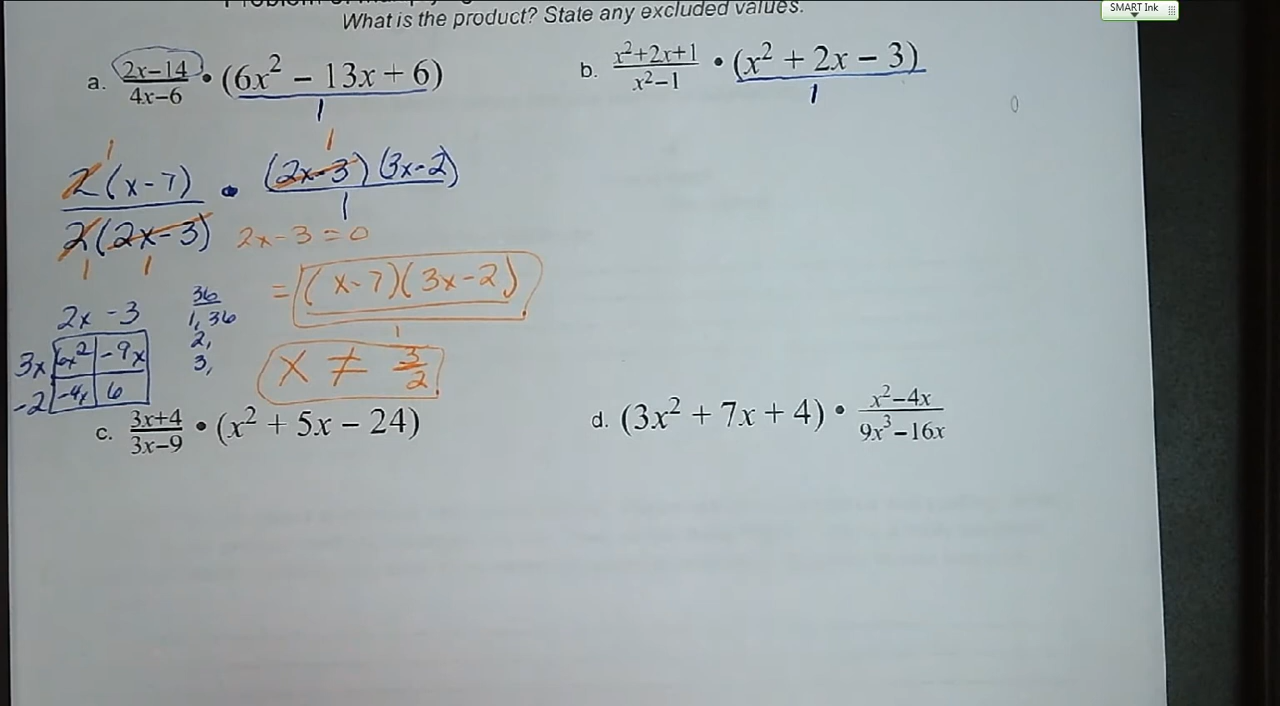 What is the product? State any excluded values.
SMART Ink
a. (2x−14)/(4x−6) • (6x² − 13x + 6)
1
b. (x²+2x+1)/(x²−1) • (x² + 2x − 3)
1
2(x-7)/2(2x-3) • (2x-3)(3x-2)/1
1 1
1 1
2x-3=0
= (x-7)(3x-2)
1
x ≠ 3/2
2x -3
3x 6x² -9x
-2 -4x 6
36
1, 36
2,
3,
c. (3x+4)/(3x−9) • (x² + 5x − 24)
d. (3x² + 7x + 4) • (x²−4x)/(9x³−16x)